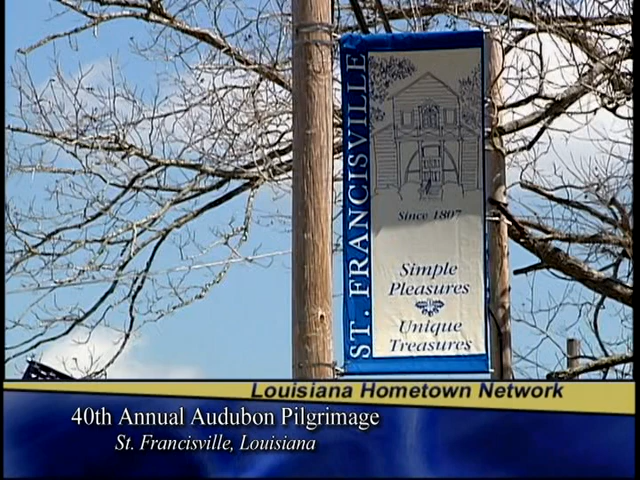 ST. FRANCISVILLE
Since 1807
Simple
Pleasures
Unique
Treasures
Louisiana Hometown Network
40th Annual Audubon Pilgrimage
St. Francisville, Louisiana